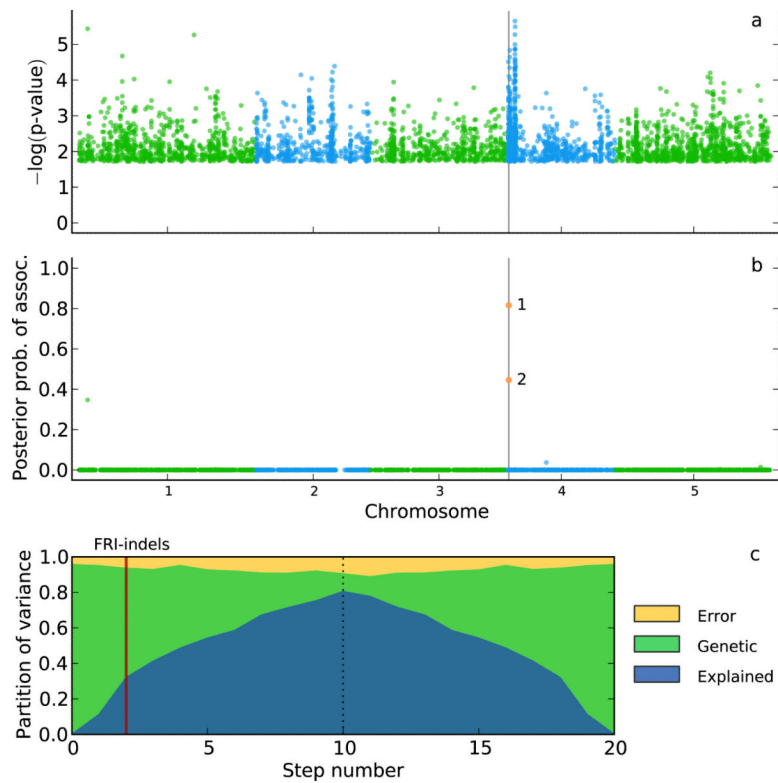 a
5
4
3
2
1
0
−log(p-value)
b
1.0
0.8
0.6
0.4
0.2
0.0
Posterior prob. of assoc.
1
2
1 2 3 4 5
Chromosome
FRI-indels
c
1.0
0.8
0.6
0.4
0.2
0.0
Partition of variance
0 5 10 15 20
Step number
Error
Genetic
Explained